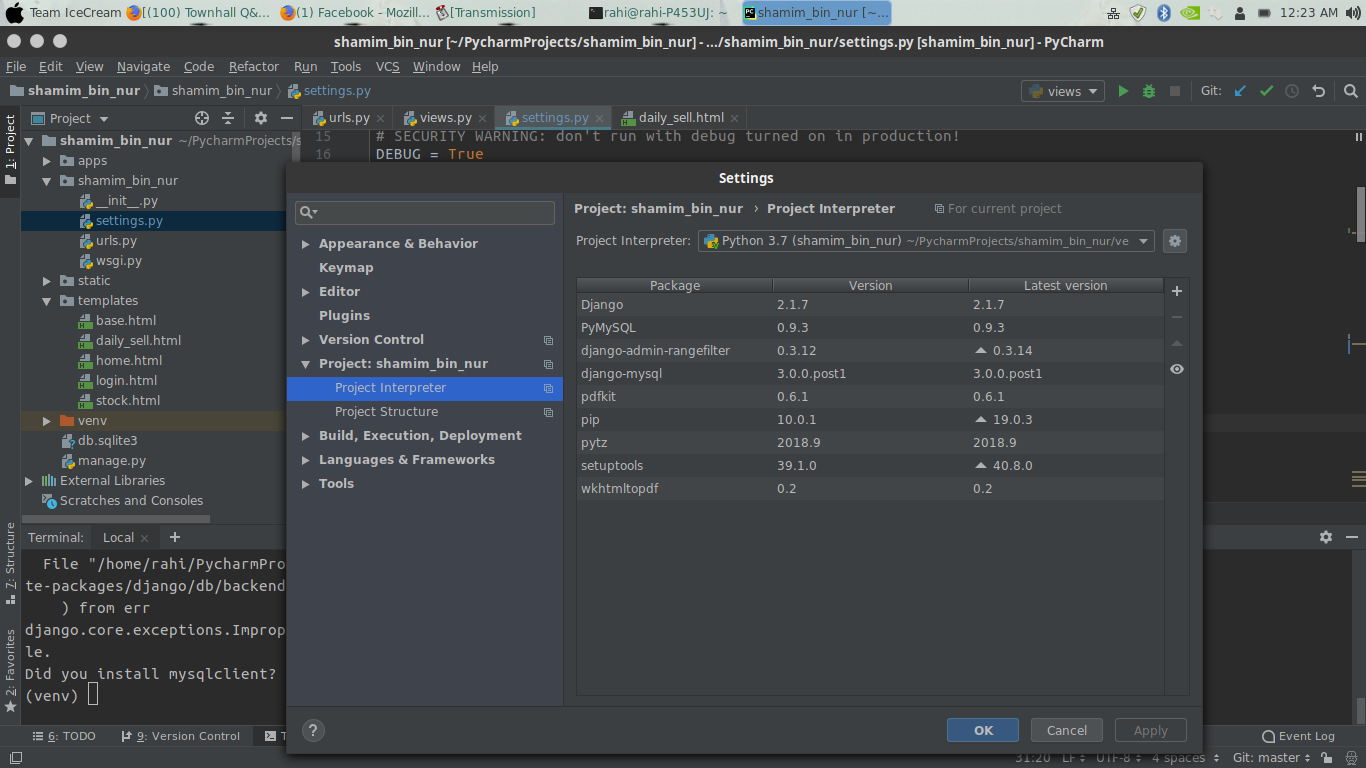 Team IceCream
[(100) Townhall Q&...
(1) Facebook - Mozill...
[Transmission]
rahi@rahi-P453UJ: ~
shamim_bin_nur [~...
12:23 AM
shamim_bin_nur [~/PycharmProjects/shamim_bin_nur] - .../shamim_bin_nur/settings.py [shamim_bin_nur] - PyCharm
File Edit View Navigate Code Refactor Run Tools VCS Window Help
shamim_bin_nur shamim_bin_nur settings.py
views
Git:
1: Project
7: Structure
2: Favorites
Project
shamim_bin_nur ~/PycharmProjects/s
apps
shamim_bin_nur
__init__.py
settings.py
urls.py
wsgi.py
static
templates
base.html
daily_sell.html
home.html
login.html
stock.html
venv
db.sqlite3
manage.py
External Libraries
Scratches and Consoles
urls.py views.py settings.py daily_sell.html
15 # SECURITY WARNING: don't run with debug turned on in production!
16 DEBUG = True
Settings
Appearance & Behavior
Keymap
Editor
Plugins
Version Control
Project: shamim_bin_nur
Project Interpreter
Project Structure
Build, Execution, Deployment
Languages & Frameworks
Tools
Project: shamim_bin_nur › Project Interpreter For current project
Project Interpreter: Python 3.7 (shamim_bin_nur) ~/PycharmProjects/shamim_bin_nur/ve
Package Version Latest version
Django 2.1.7 2.1.7
PyMySQL 0.9.3 0.9.3
django-admin-rangefilter 0.3.12 0.3.14
django-mysql 3.0.0.post1 3.0.0.post1
pdfkit 0.6.1 0.6.1
pip 10.0.1 19.0.3
pytz 2018.9 2018.9
setuptools 39.1.0 40.8.0
wkhtmltopdf 0.2 0.2
?
OK Cancel Apply
Terminal: Local
File "/home/rahi/PycharmPro
te-packages/django/db/backend
) from err
django.core.exceptions.Improp
le.
Did you install mysqlclient?
(venv)
6: TODO 9: Version Control
Event Log
31:20 LF UTF-8 4 spaces Git: master